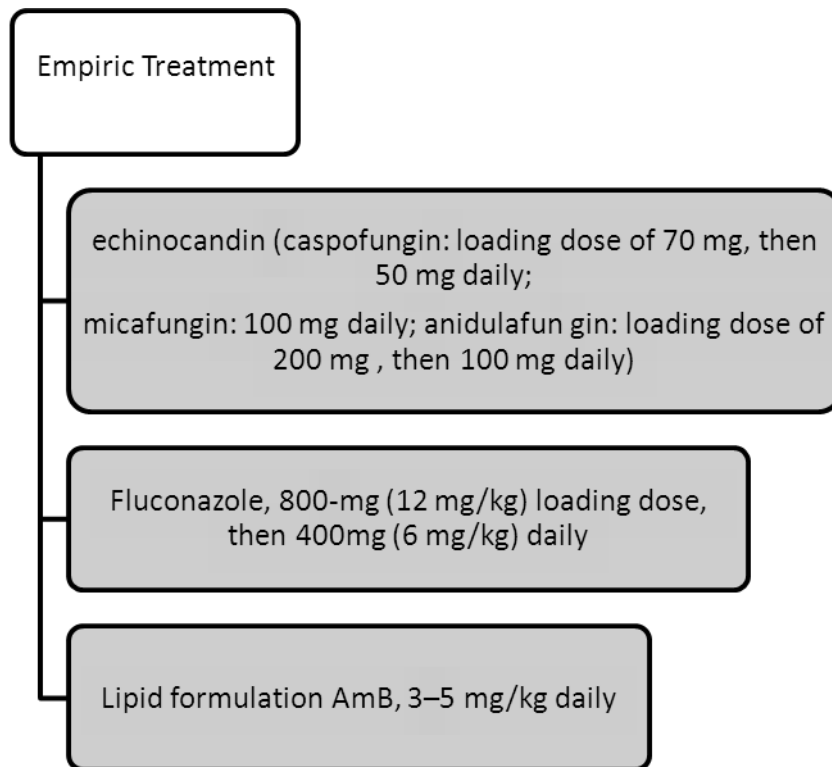 Empiric Treatment
echinocandin (caspofungin: loading dose of 70 mg, then
50 mg daily;
micafungin: 100 mg daily; anidulafun gin: loading dose of
200 mg , then 100 mg daily)
Fluconazole, 800-mg (12 mg/kg) loading dose,
then 400mg (6 mg/kg) daily
Lipid formulation AmB, 3–5 mg/kg daily